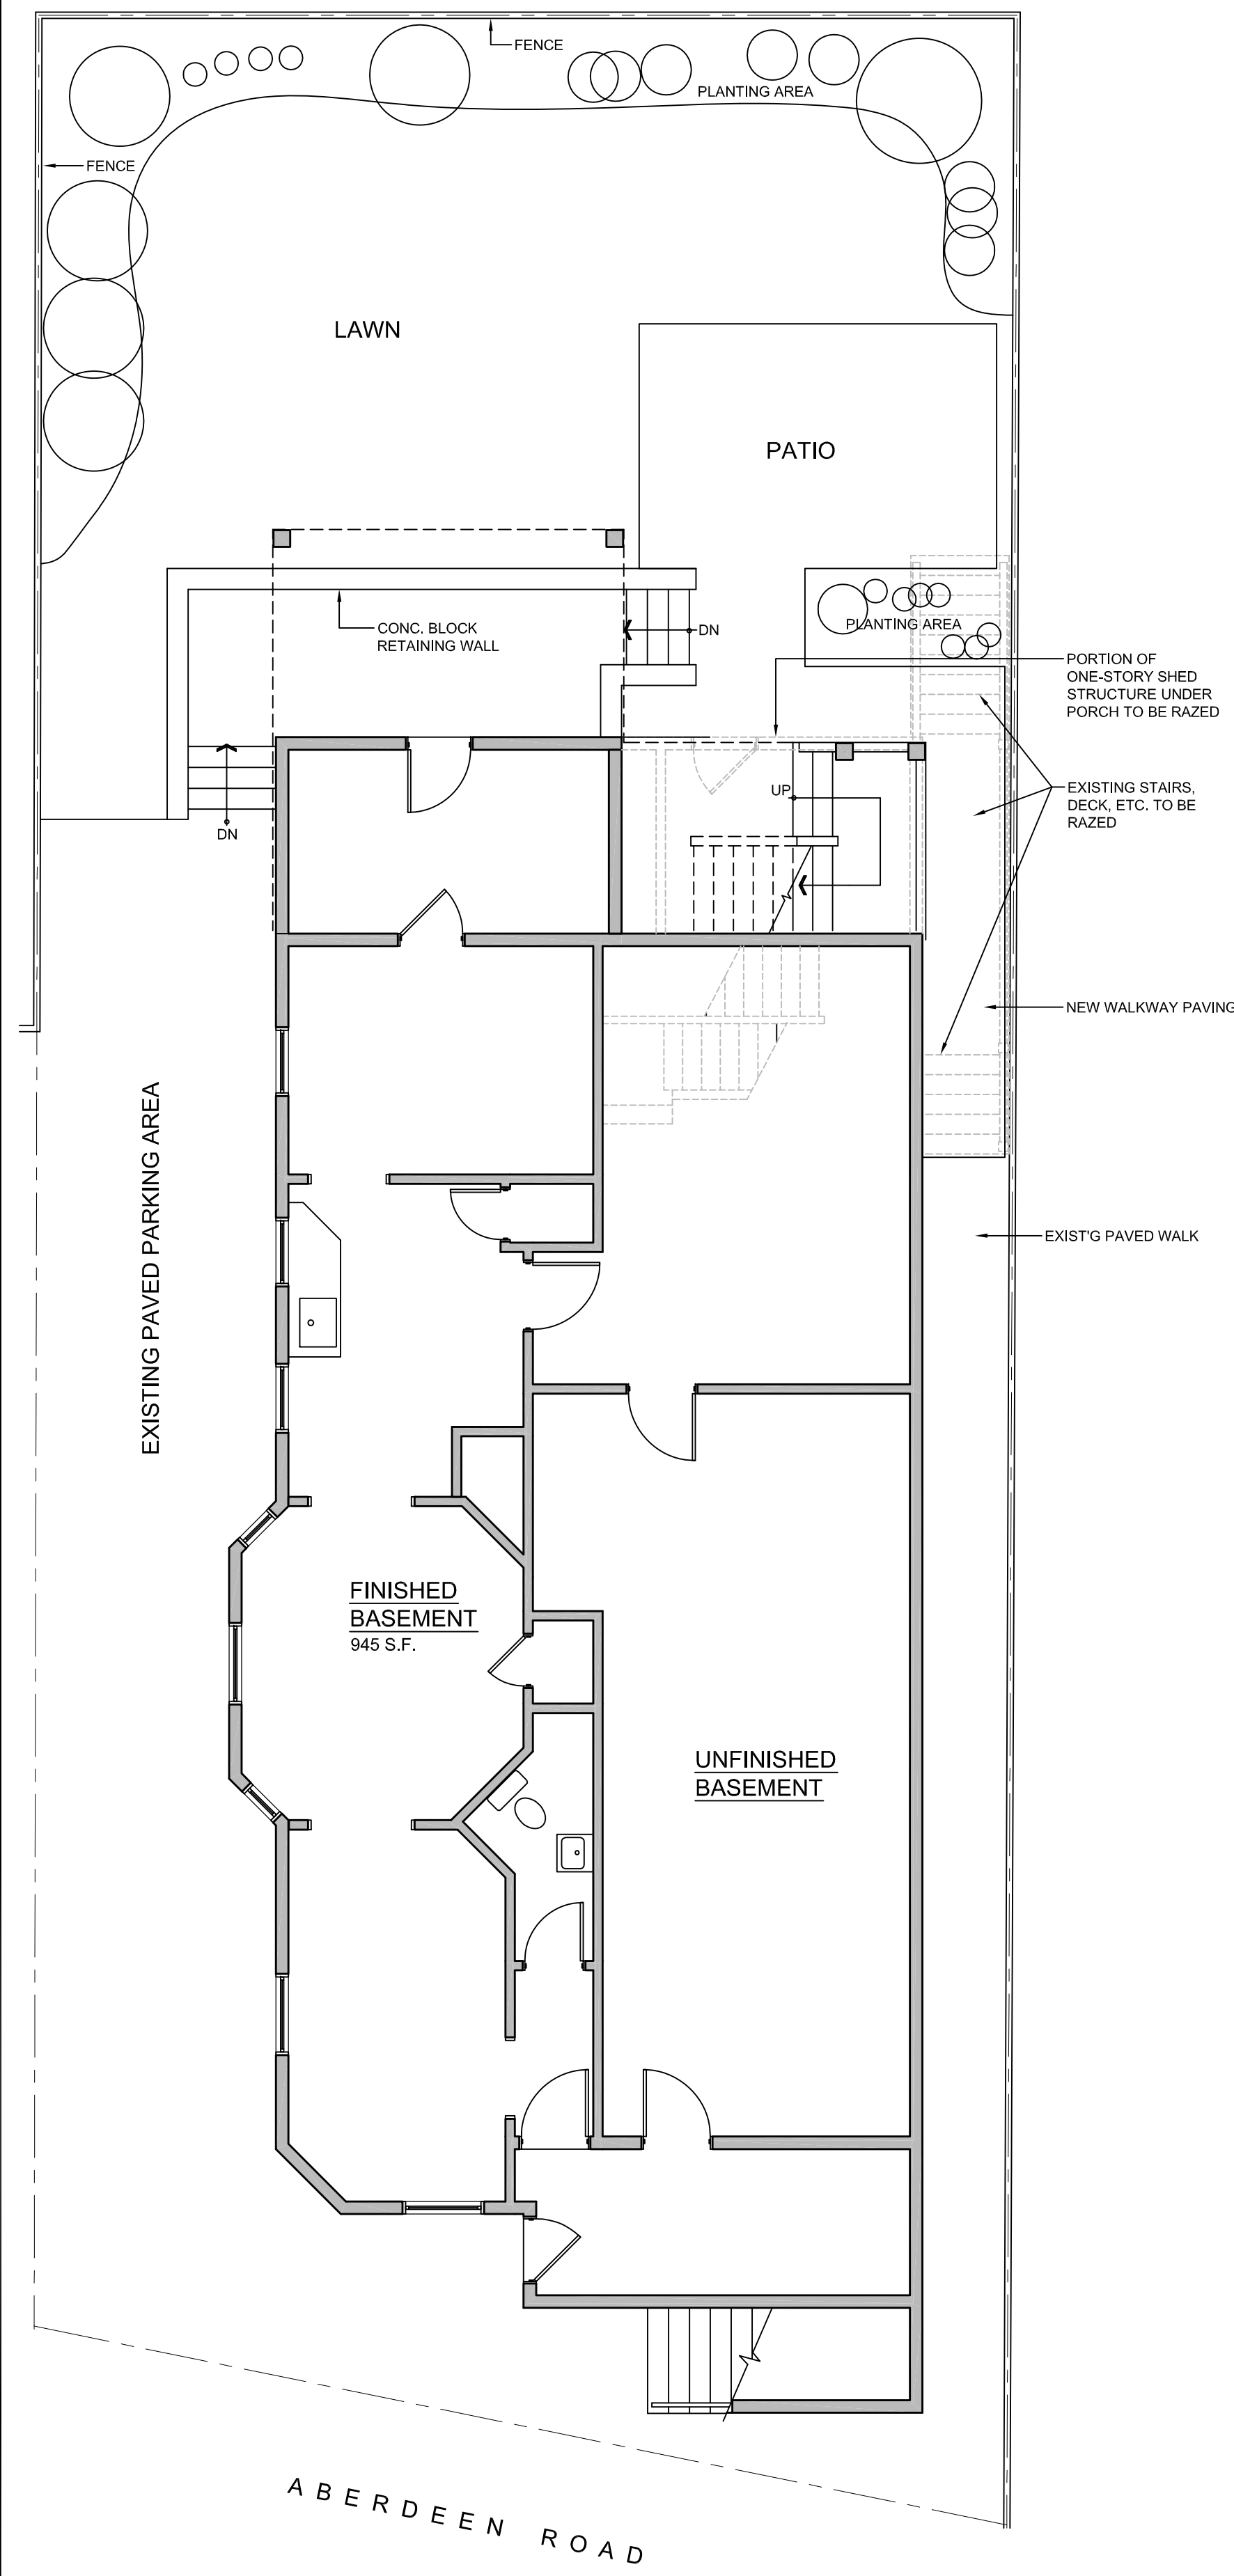 FENCE
PLANTING AREA
FENCE
LAWN
PATIO
CONC. BLOCK
RETAINING WALL
DN
PLANTING AREA
PORTION OF
ONE-STORY SHED
STRUCTURE UNDER
PORCH TO BE RAZED
UP
EXISTING STAIRS,
DECK, ETC. TO BE
RAZED
DN
NEW WALKWAY PAVING
EXISTING PAVED PARKING AREA
EXIST'G PAVED WALK
FINISHED
BASEMENT
945 S.F.
UNFINISHED
BASEMENT
ABERDEEN ROAD